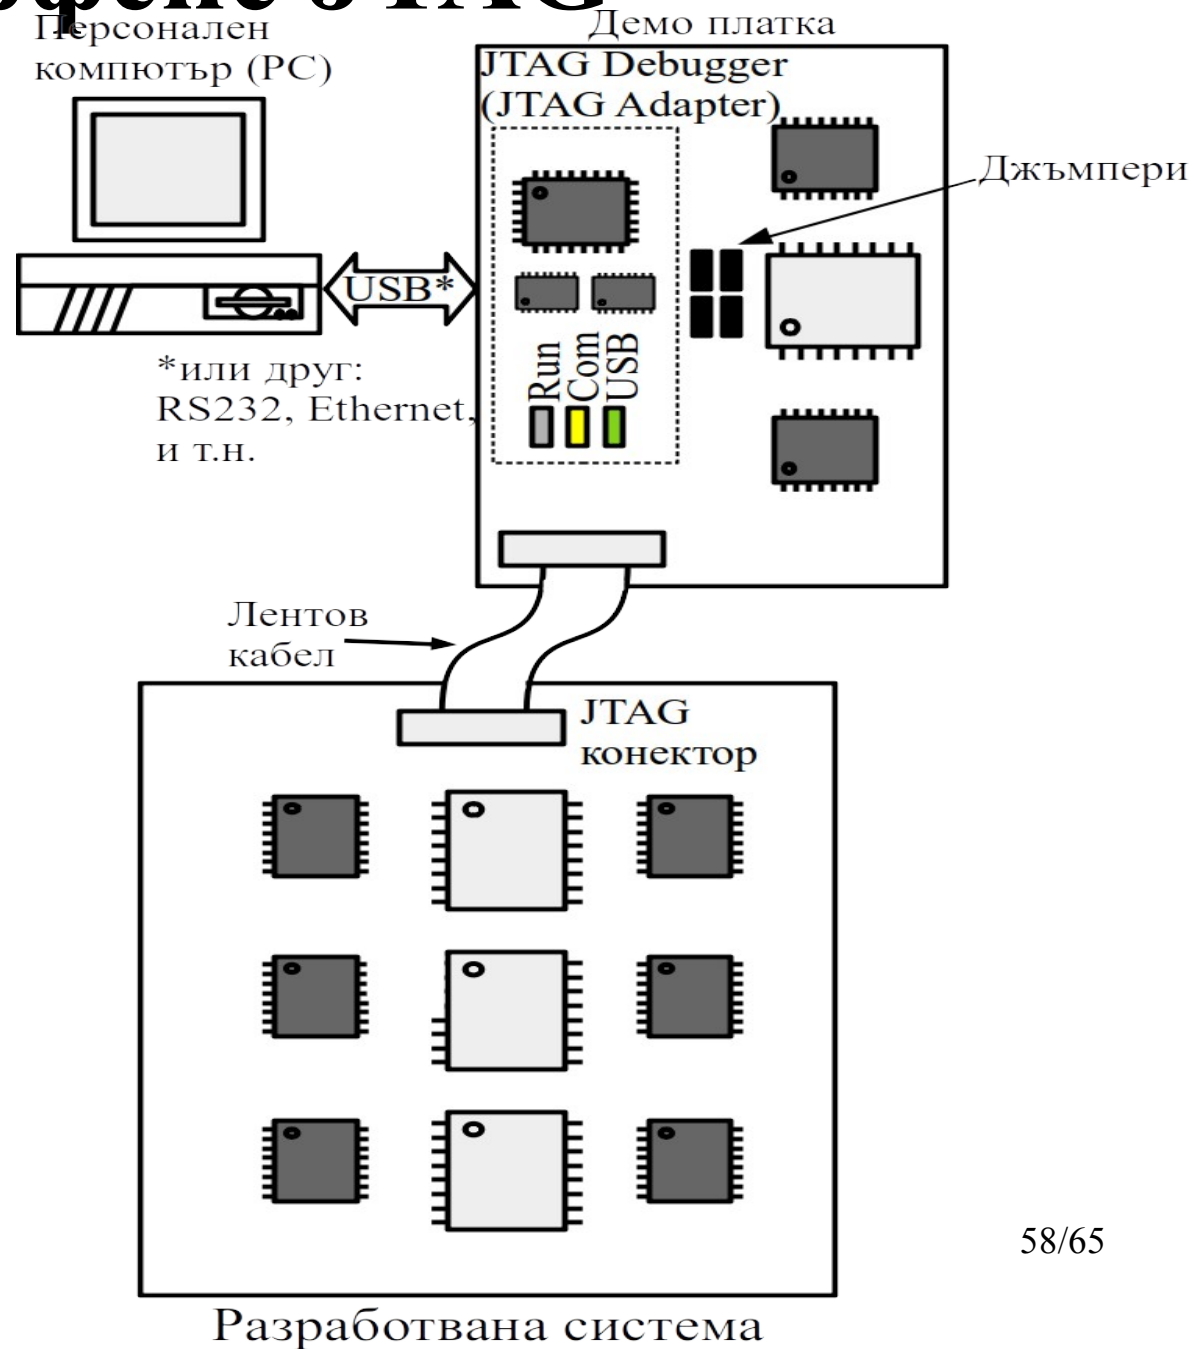 JTAG
Персонален
компютър (PC)
Демо платка
JTAG Debugger
(JTAG Adapter)
Джъмпери
USB*
*или друг:
RS232, Ethernet,
и т.н.
Run
Com
USB
Лентов
кабел
JTAG
конектор
58/65
Разработвана система